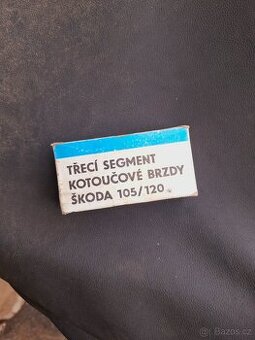 TŘECÍ SEGMENT
KOTOUČOVÉ BRZDY
ŠKODA 105/120
Bazos.cz